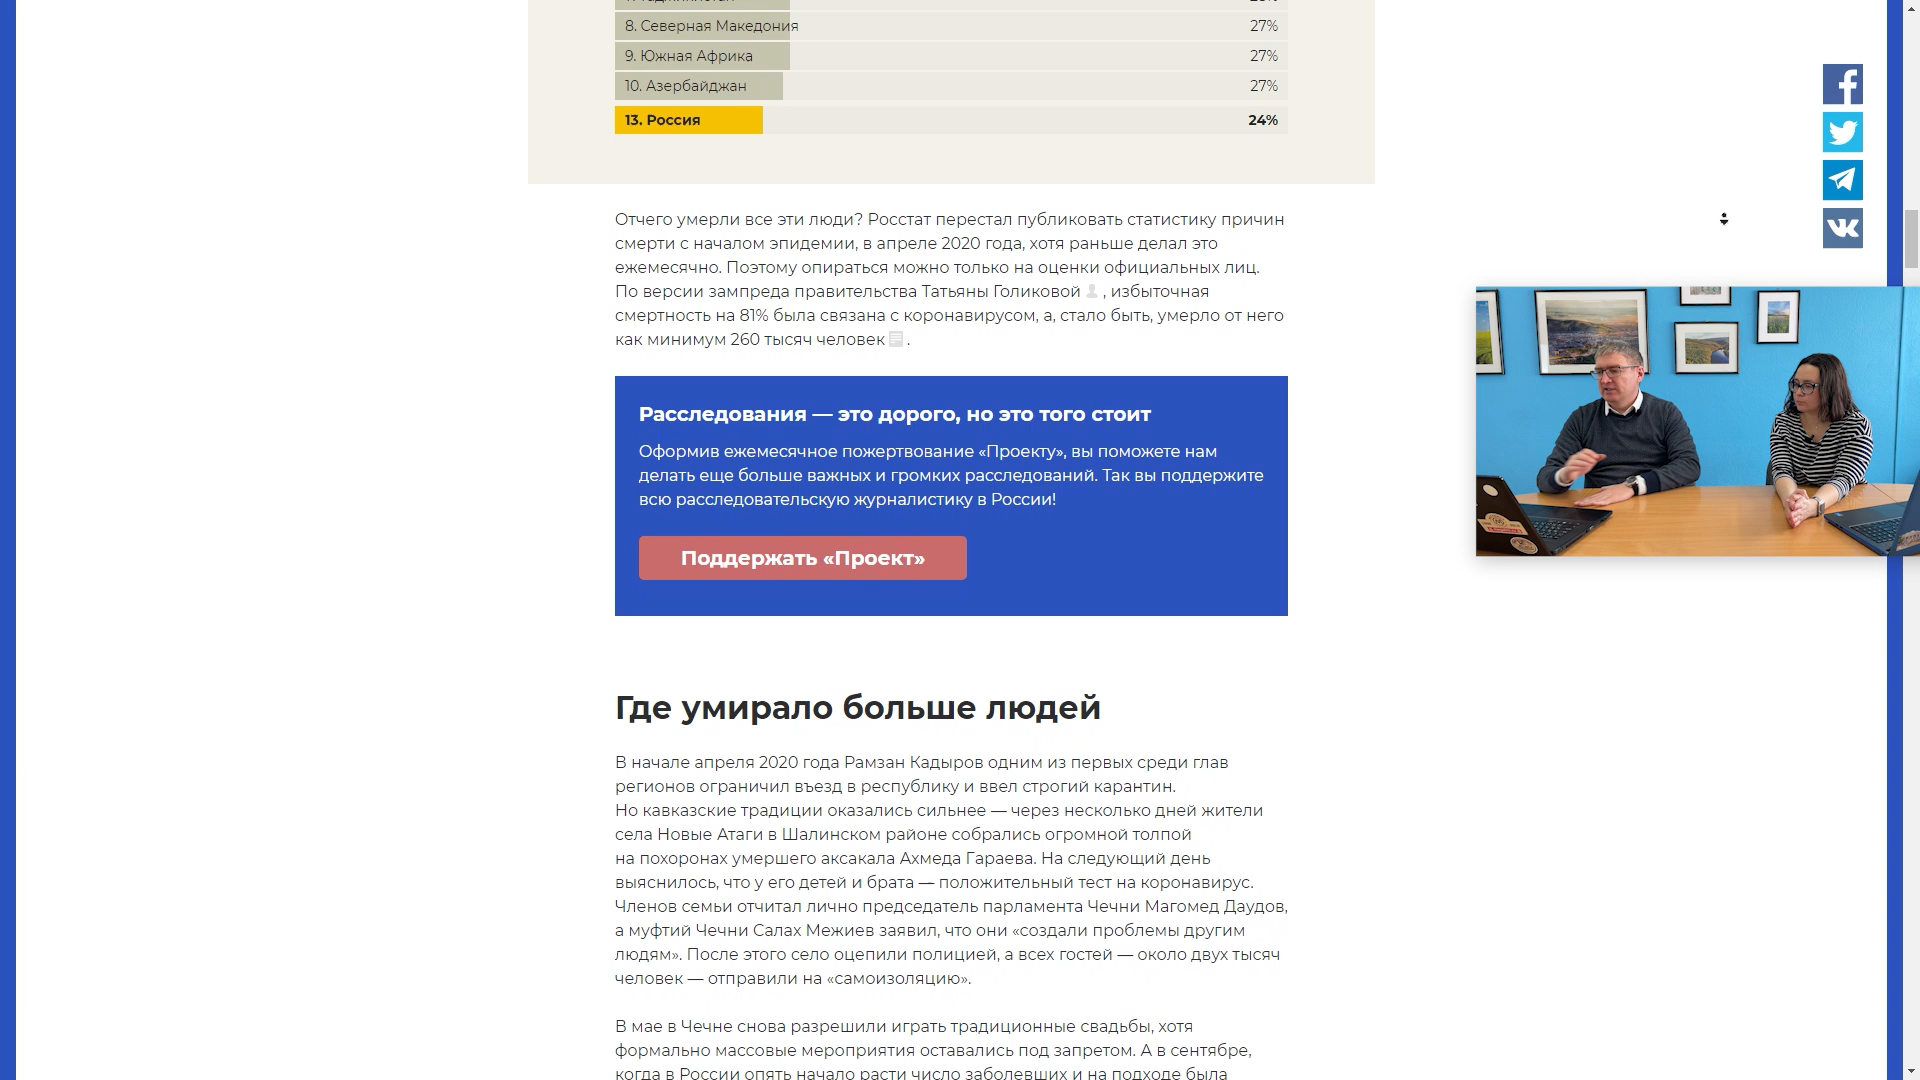 8. Северная Македония 27%
9. Южная Африка 27%
10. Азербайджан 27%
13. Россия 24%
Отчего умерли все эти люди? Росстат перестал публиковать статистику причин
смерти с началом эпидемии, в апреле 2020 года, хотя раньше делал это
ежемесячно. Поэтому опираться можно только на оценки официальных лиц.
По версии зампреда правительства Татьяны Голиковой , избыточная
смертность на 81% была связана с коронавирусом, а, стало быть, умерло от него
как минимум 260 тысяч человек .
Расследования — это дорого, но это того стоит
Оформив ежемесячное пожертвование «Проекту», вы поможете нам
делать еще больше важных и громких расследований. Так вы поддержите
всю расследовательскую журналистику в России!
Поддержать «Проект»
Где умирало больше людей
В начале апреля 2020 года Рамзан Кадыров одним из первых среди глав
регионов ограничил въезд в республику и ввел строгий карантин.
Но кавказские традиции оказались сильнее — через несколько дней жители
села Новые Атаги в Шалинском районе собрались огромной толпой
на похоронах умершего аксакала Ахмеда Гараева. На следующий день
выяснилось, что у его детей и брата — положительный тест на коронавирус.
Членов семьи отчитал лично председатель парламента Чечни Магомед Даудов,
а муфтий Чечни Салах Межиев заявил, что они «создали проблемы другим
людям». После этого село оцепили полицией, а всех гостей — около двух тысяч
человек — отправили на «самоизоляцию».
В мае в Чечне снова разрешили играть традиционные свадьбы, хотя
формально массовые мероприятия оставались под запретом. А в сентябре,
когда в России опять начало расти число заболевших и на подходе была